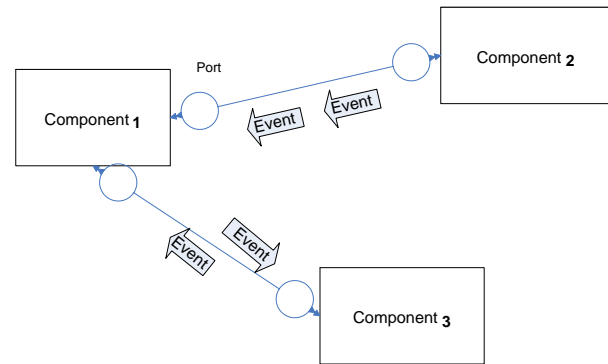 Component 2
Port
Component 1
Event
Event
Event
Event
Component 3